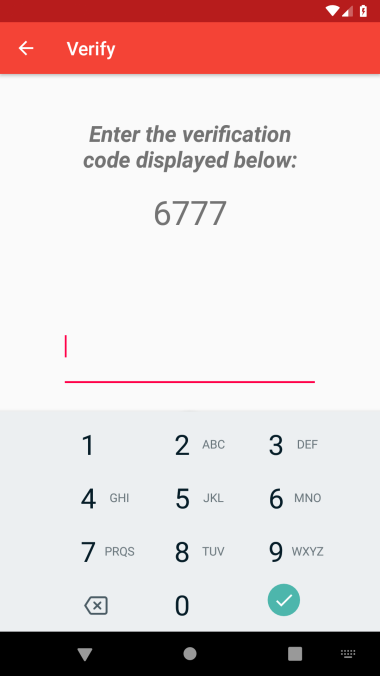 Verify
Enter the verification
code displayed below:
6777
1
2 ABC
3 DEF
4 GHI
5 JKL
6 MNO
7 PRQS
8 TUV
9 WXYZ
0